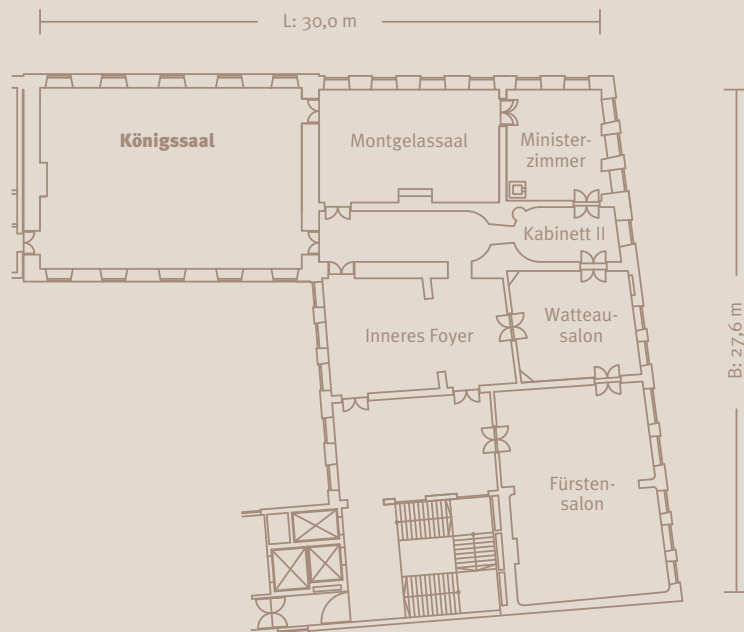 L: 30,0 m
Königssaal
Montgelassaal
Minister-
zimmer
Kabinett II
Inneres Foyer
Watteau-
salon
B: 27,6 m
Fürsten-
salon